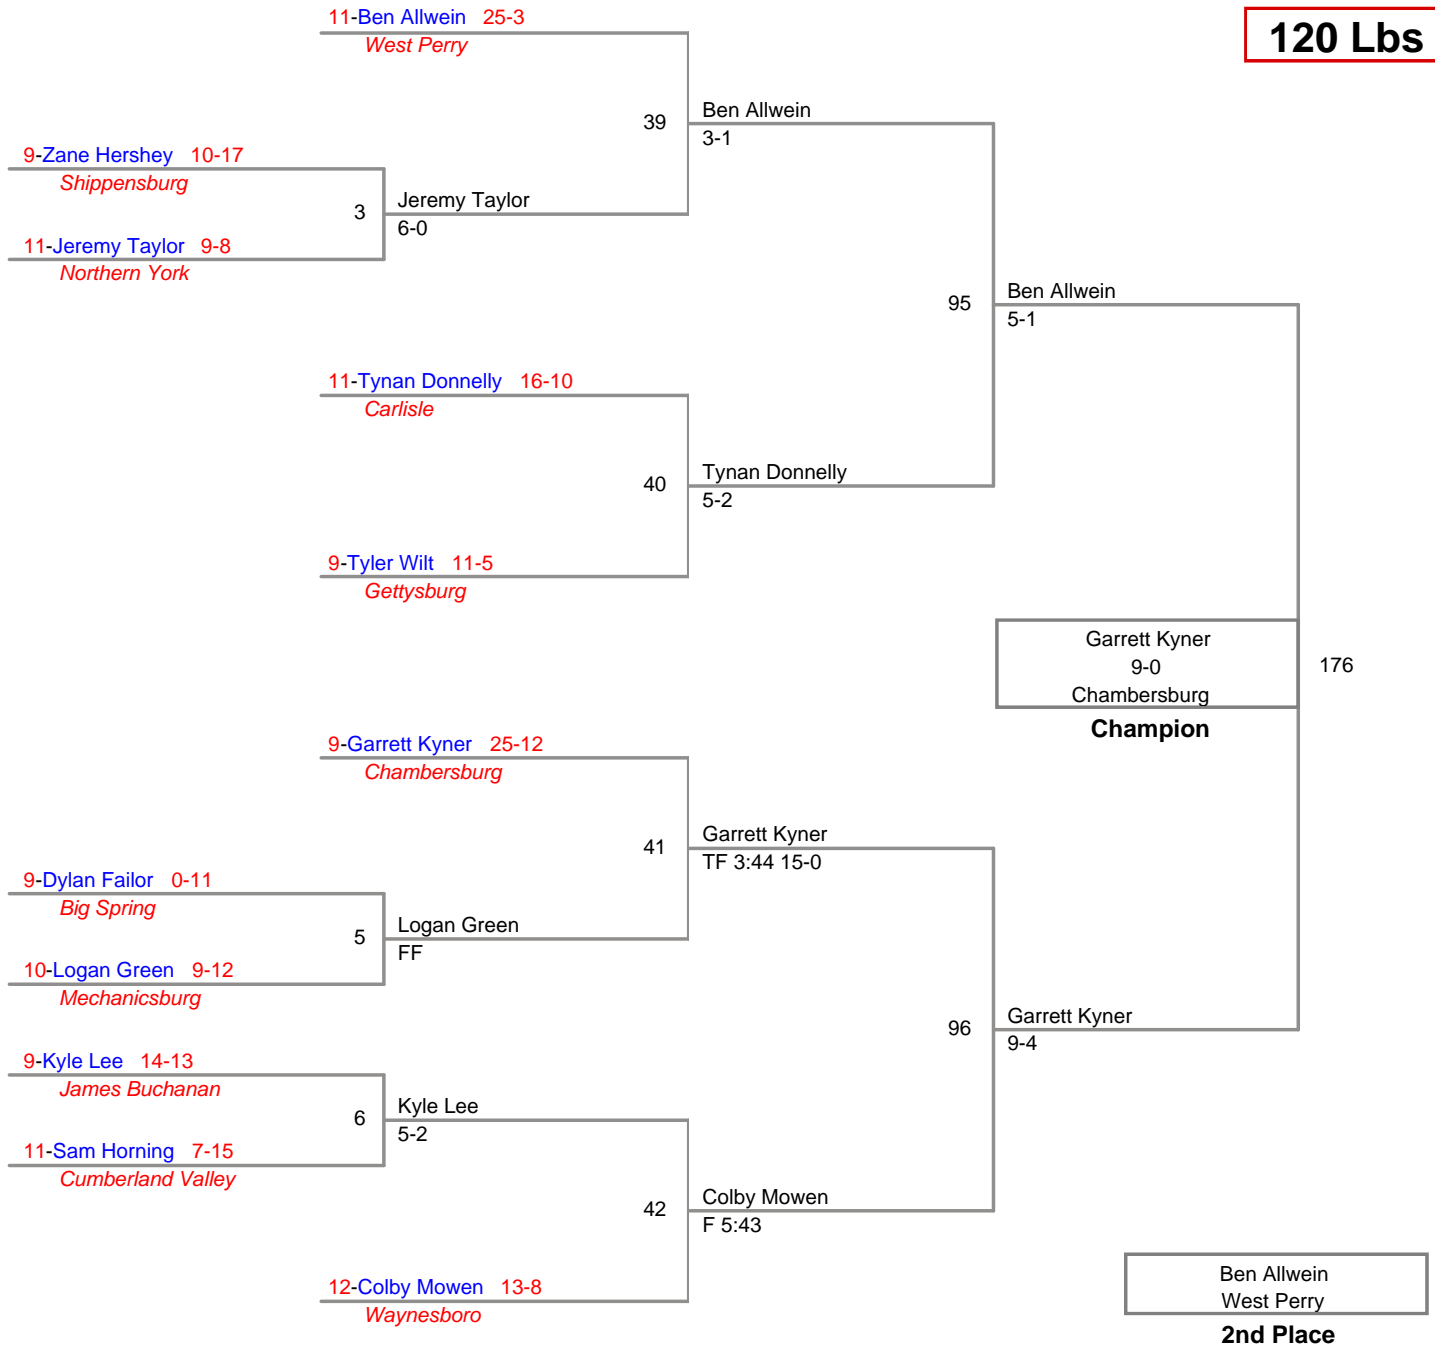 11-Ben Allwein 25-3
West Perry
120 Lbs
39
Ben Allwein
3-1
9-Zane Hershey 10-17
Shippensburg
3
Jeremy Taylor
6-0
11-Jeremy Taylor 9-8
Northern York
95
Ben Allwein
5-1
11-Tynan Donnelly 16-10
Carlisle
40
Tynan Donnelly
5-2
9-Tyler Wilt 11-5
Gettysburg
Garrett Kyner
9-0
Chambersburg
176
Champion
9-Garrett Kyner 25-12
Chambersburg
41
Garrett Kyner
TF 3:44 15-0
9-Dylan Failor 0-11
Big Spring
5
Logan Green
FF
10-Logan Green 9-12
Mechanicsburg
96
Garrett Kyner
9-4
9-Kyle Lee 14-13
James Buchanan
6
Kyle Lee
5-2
11-Sam Horning 7-15
Cumberland Valley
42
Colby Mowen
F 5:43
12-Colby Mowen 13-8
Waynesboro
Ben Allwein
West Perry
2nd Place